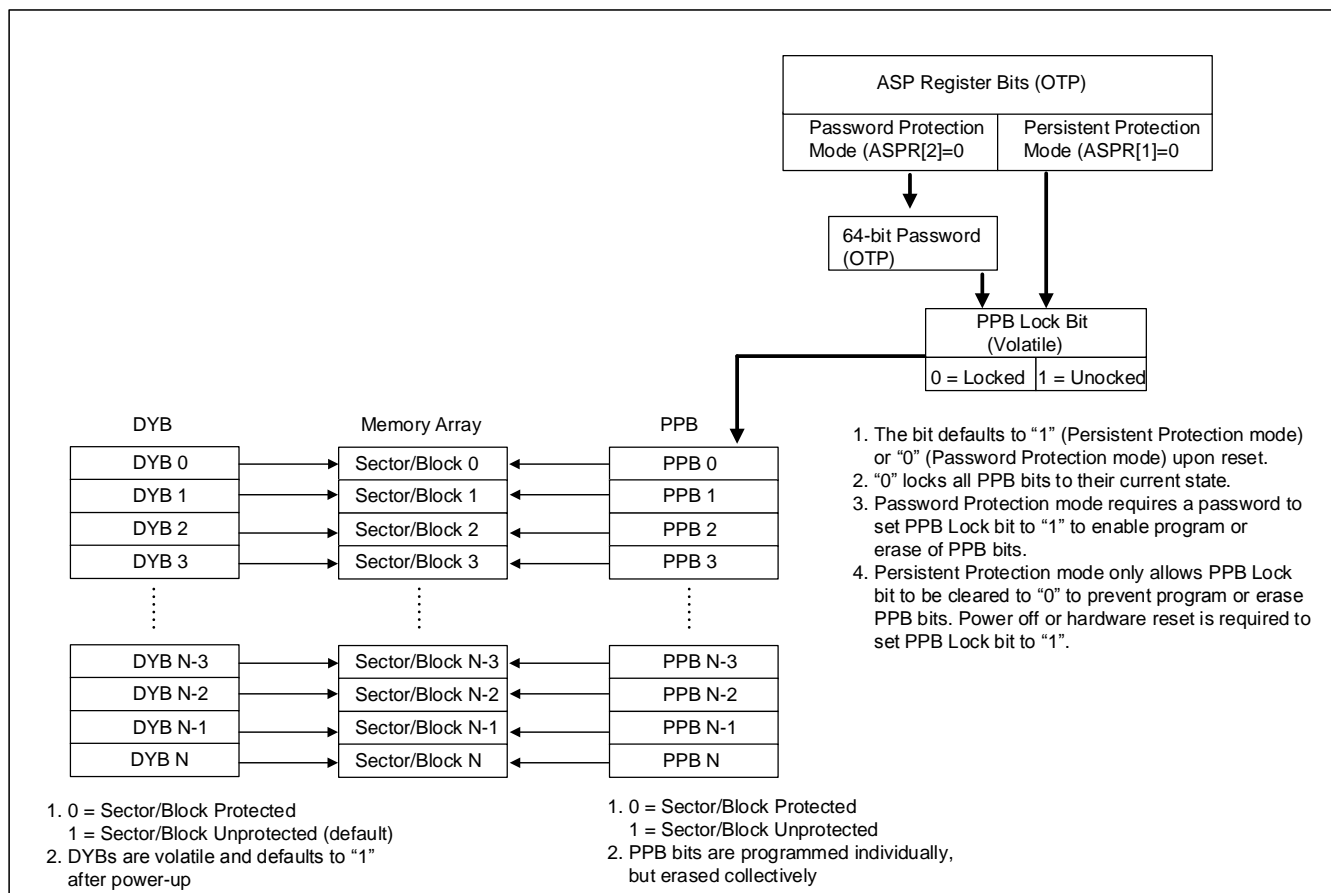 ASP Register Bits (OTP)
Password Protection
Mode (ASPR[2]=0
Persistent Protection
Mode (ASPR[1]=0
64-bit Password
(OTP)
PPB Lock Bit
(Volatile)
0 = Locked
1 = Unocked
1. The bit defaults to “1” (Persistent Protection mode)
or “0” (Password Protection mode) upon reset.
2. “0” locks all PPB bits to their current state.
3. Password Protection mode requires a password to
set PPB Lock bit to “1” to enable program or
erase of PPB bits.
4. Persistent Protection mode only allows PPB Lock
bit to be cleared to “0” to prevent program or erase
PPB bits. Power off or hardware reset is required to
set PPB Lock bit to “1”.
DYB
Memory Array
PPB
DYB 0
Sector/Block 0
PPB 0
DYB 1
Sector/Block 1
PPB 1
DYB 2
Sector/Block 2
PPB 2
DYB 3
Sector/Block 3
PPB 3
DYB N-3
Sector/Block N-3
PPB N-3
DYB N-2
Sector/Block N-2
PPB N-2
DYB N-1
Sector/Block N-1
PPB N-1
DYB N
Sector/Block N
PPB N
1. 0 = Sector/Block Protected
1 = Sector/Block Unprotected (default)
2. DYBs are volatile and defaults to “1”
after power-up
1. 0 = Sector/Block Protected
1 = Sector/Block Unprotected
2. PPB bits are programmed individually,
but erased collectively